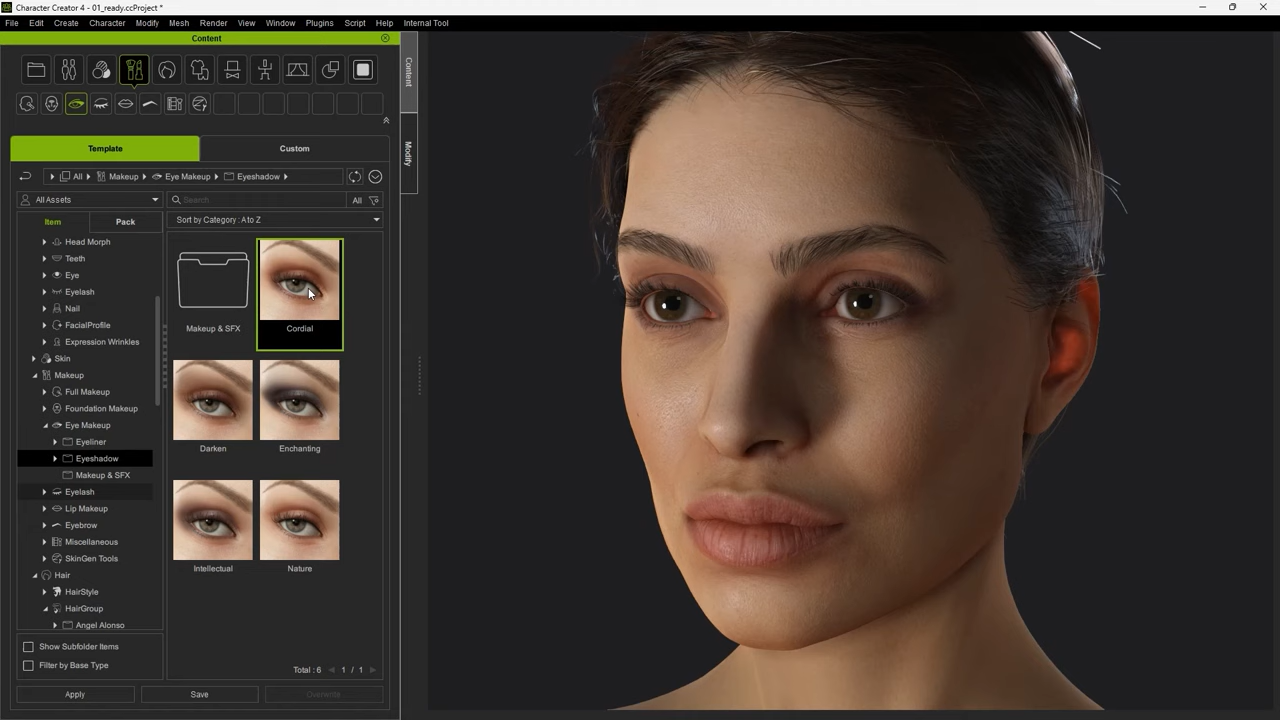 Character Creator 4 - 01_ready.ccProject *
File Edit Create Character Modify Mesh Render View Window Plugins Script Help Internal Tool
Content
Content
Modify
Template Custom
All Makeup Eye Makeup Eyeshadow
All Assets
Search All
Item Pack
Sort by Category : A to Z
Head Morph
Teeth
Eye
Eyelash
Nail
FacialProfile
Expression Wrinkles
Skin
Makeup
Full Makeup
Foundation Makeup
Eye Makeup
Eyeliner
Eyeshadow
Makeup & SFX
Eyelash
Lip Makeup
Eyebrow
Miscellaneous
SkinGen Tools
Hair
HairStyle
HairGroup
Angel Alonso
Makeup & SFX Cordial
Darken Enchanting
Intellectual Nature
Show Subfolder Items
Filter by Base Type
Total : 6 1 / 1
Apply Save Overwrite